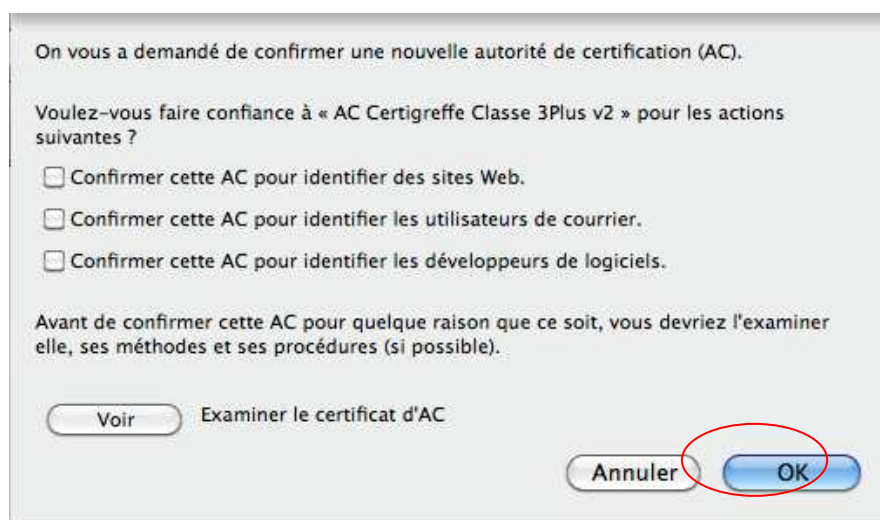 On vous a demandé de confirmer une nouvelle autorité de certification (AC).
Voulez-vous faire confiance à « AC Certigreffe Classe 3Plus v2 » pour les actions
suivantes ?
Confirmer cette AC pour identifier des sites Web.
Confirmer cette AC pour identifier les utilisateurs de courrier.
Confirmer cette AC pour identifier les développeurs de logiciels.
Avant de confirmer cette AC pour quelque raison que ce soit, vous devriez l'examiner
elle, ses méthodes et ses procédures (si possible).
Voir Examiner le certificat d'AC
Annuler OK